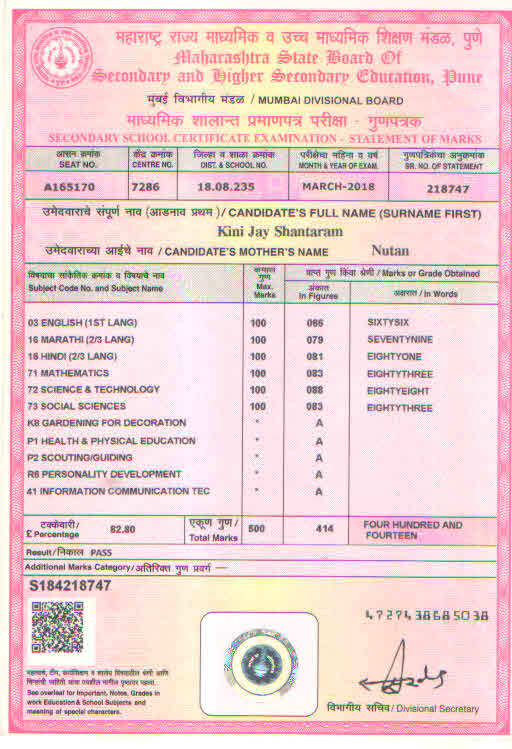 महाराष्ट्र राज्य माध्यमिक व उच्च माध्यमिक शिक्षण मंडळ, पुणे
Maharashtra State Board Of
Secondary and Higher Secondary Education, Pune
मुंबई विभागीय मंडळ / MUMBAI DIVISIONAL BOARD
माध्यमिक शालान्त प्रमाणपत्र परीक्षा - गुणपत्रक
SECONDARY SCHOOL CERTIFICATE EXAMINATION - STATEMENT OF MARKS
आसन क्रमांक केंद्र क्रमांक जिल्हा व शाळा क्रमांक परीक्षेचा महिना व वर्ष गुणपत्रिकेचा अनुक्रमांक
SEAT NO. CENTRE NO. DIST. & SCHOOL NO. MONTH & YEAR OF EXAM. SR. NO. OF STATEMENT
A165170 7286 18.08.235 MARCH-2018 218747
उमेदवाराचे संपूर्ण नाव (आडनाव प्रथम) / CANDIDATE'S FULL NAME (SURNAME FIRST)
Kini Jay Shantaram
उमेदवाराच्या आईचे नाव / CANDIDATE'S MOTHER'S NAME Nutan
विषयाचा सांकेतिक क्रमांक व विषयाचे नाव कमाल गुण प्राप्त गुण किंवा श्रेणी / Marks or Grade Obtained
Subject Code No. and Subject Name Max. Marks अंकात In Figures अक्षरात / In Words
03 ENGLISH (1ST LANG) 100 066 SIXTYSIX
16 MARATHI (2/3 LANG) 100 079 SEVENTYNINE
15 HINDI (2/3 LANG) 100 081 EIGHTYONE
71 MATHEMATICS 100 083 EIGHTYTHREE
72 SCIENCE & TECHNOLOGY 100 088 EIGHTYEIGHT
73 SOCIAL SCIENCES 100 083 EIGHTYTHREE
K8 GARDENING FOR DECORATION * A
P1 HEALTH & PHYSICAL EDUCATION * A
P2 SCOUTING/GUIDING * A
R6 PERSONALITY DEVELOPMENT * A
41 INFORMATION COMMUNICATION TEC * A
टक्केवारी / £ Percentage 82.80 एकूण गुण / Total Marks 500 414 FOUR HUNDRED AND
FOURTEEN
Result/निकाल PASS
Additional Marks Category/अतिरिक्त गुण प्रवर्ग —
S184218747
4727438685038
See overleaf for Important, Notes, Grades in
work Education & School Subjects and
meaning of special characters.
विभागीय सचिव / Divisional Secretary